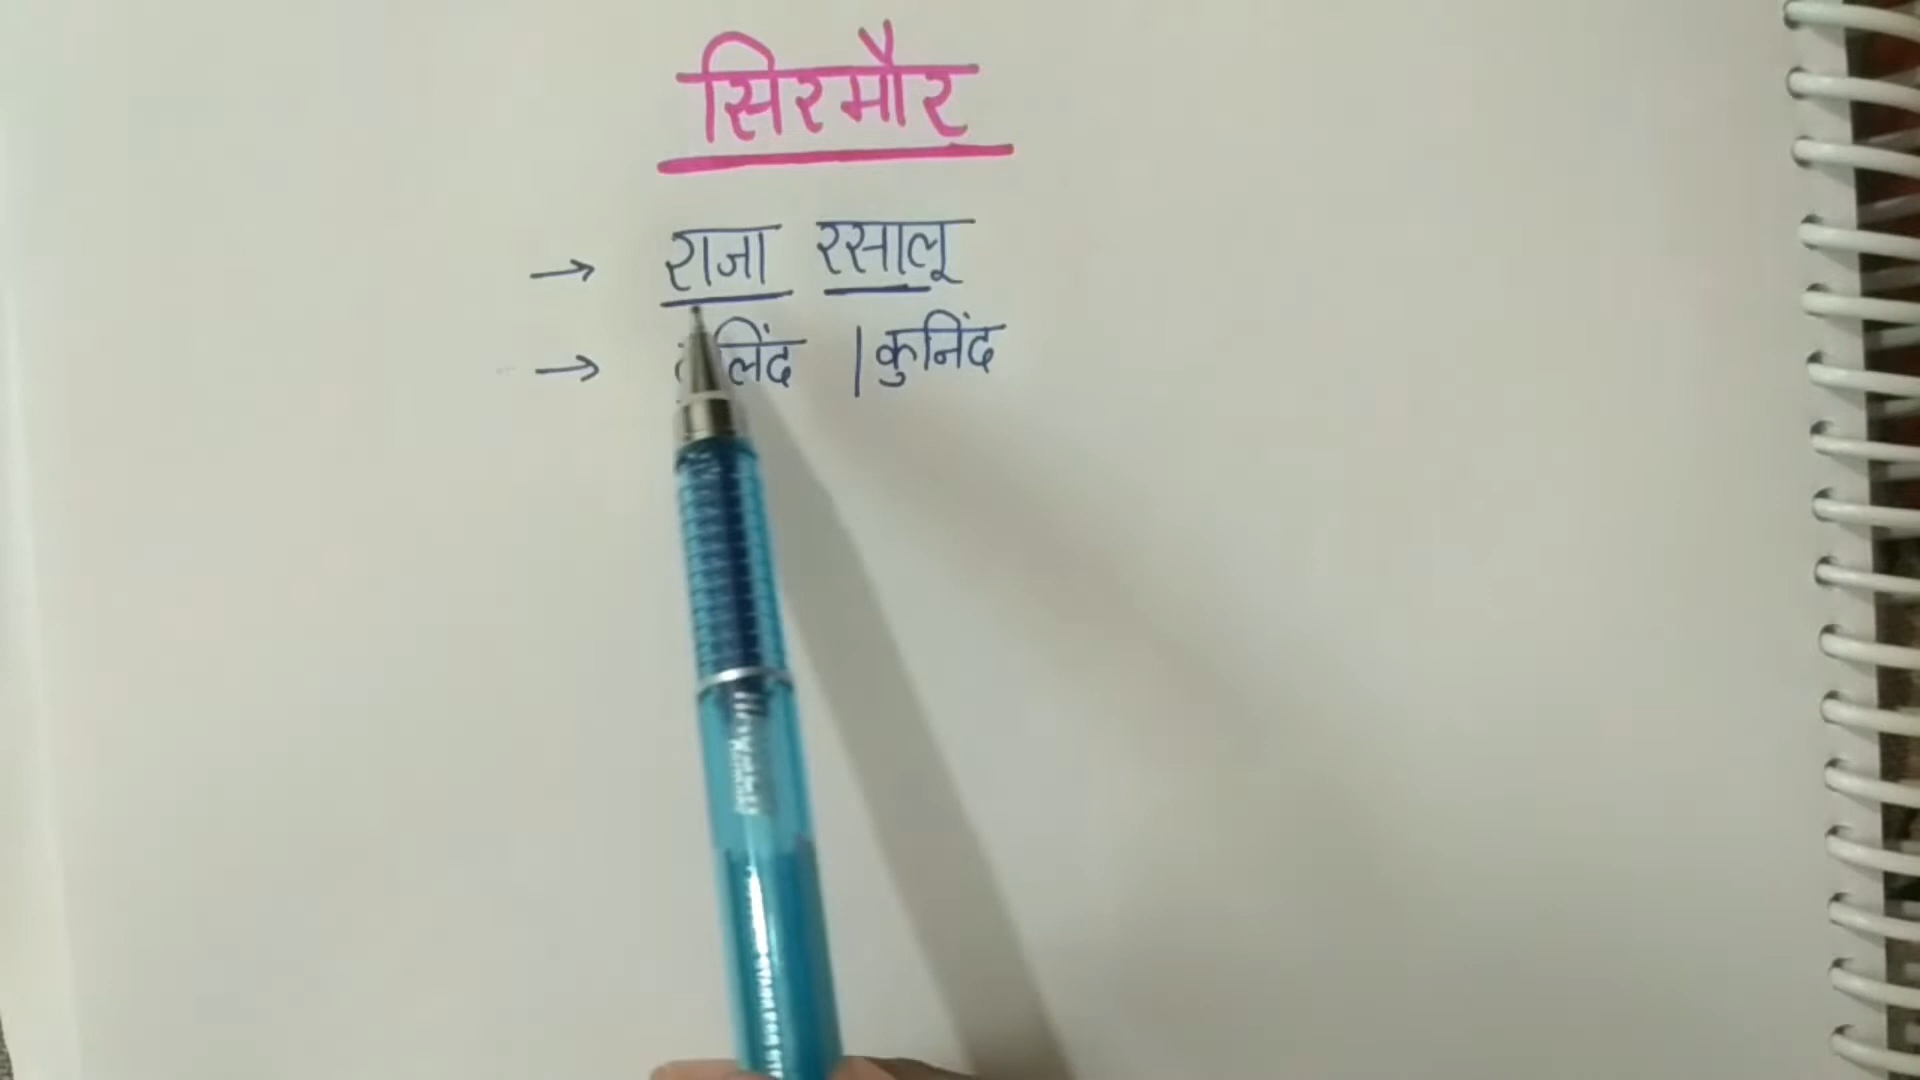 सिरमौर
→ राजा रसालू
→ | कुनिंद